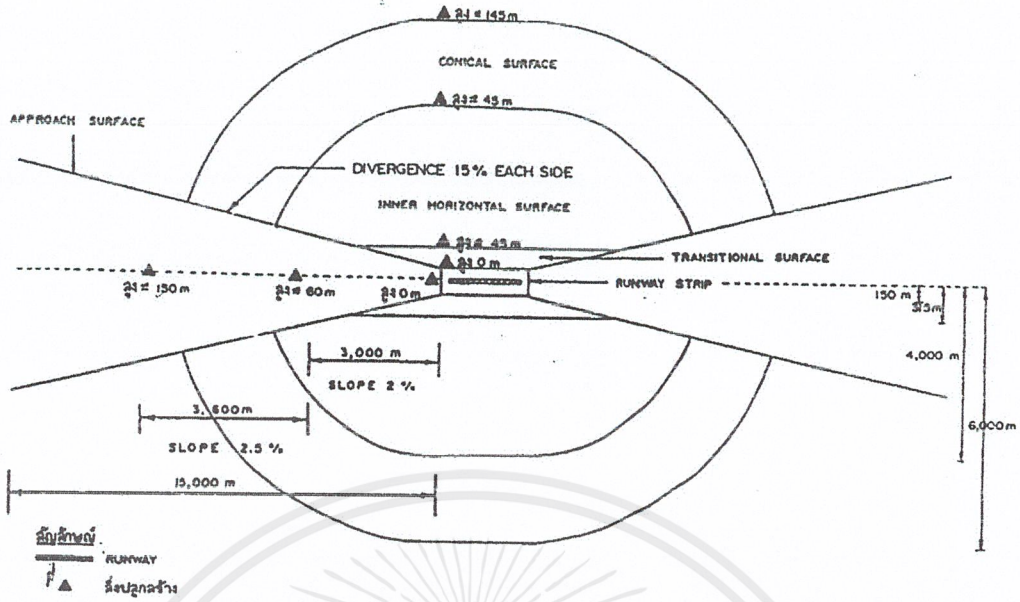 สูง = 145 m
CONICAL SURFACE
สูง = 45 m
APPROACH SURFACE
DIVERGENCE 15% EACH SIDE
INNER HORIZONTAL SURFACE
สูง = 45 m
สูง 0 m
TRANSITIONAL SURFACE
RUNWAY STRIP
สูง = 150 m
สูง = 60 m
สูง 0 m
150 m
315m
4,000 m
6,000 m
3,000 m
SLOPE 2 %
3,600 m
SLOPE 2.5 %
15,000 m
สัญลักษณ์
RUNWAY
สิ่งปลูกสร้าง